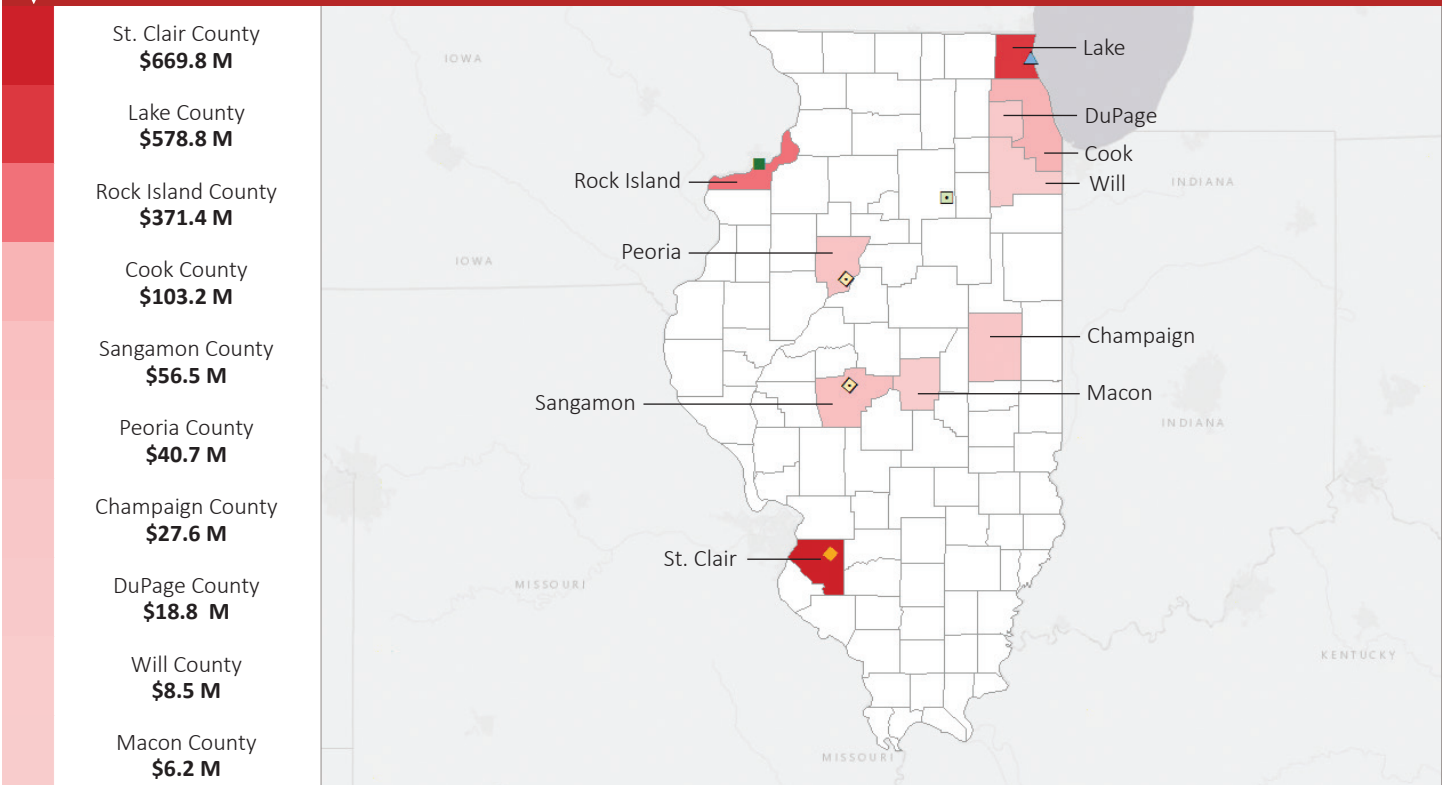 St. Clair County
$669.8 M
Lake County
$578.8 M
Rock Island County
$371.4 M
Cook County
$103.2 M
Sangamon County
$56.5 M
Peoria County
$40.7 M
Champaign County
$27.6 M
DuPage County
$18.8  M
Will County
$8.5 M
Macon County
$6.2 M
IOWA
Lake
DuPage
Cook
Will
INDIANA
Rock Island
Peoria
IOWA
Champaign
Macon
Sangamon
INDIANA
St. Clair
MISSOURI
KENTUCKY
MISSOURI